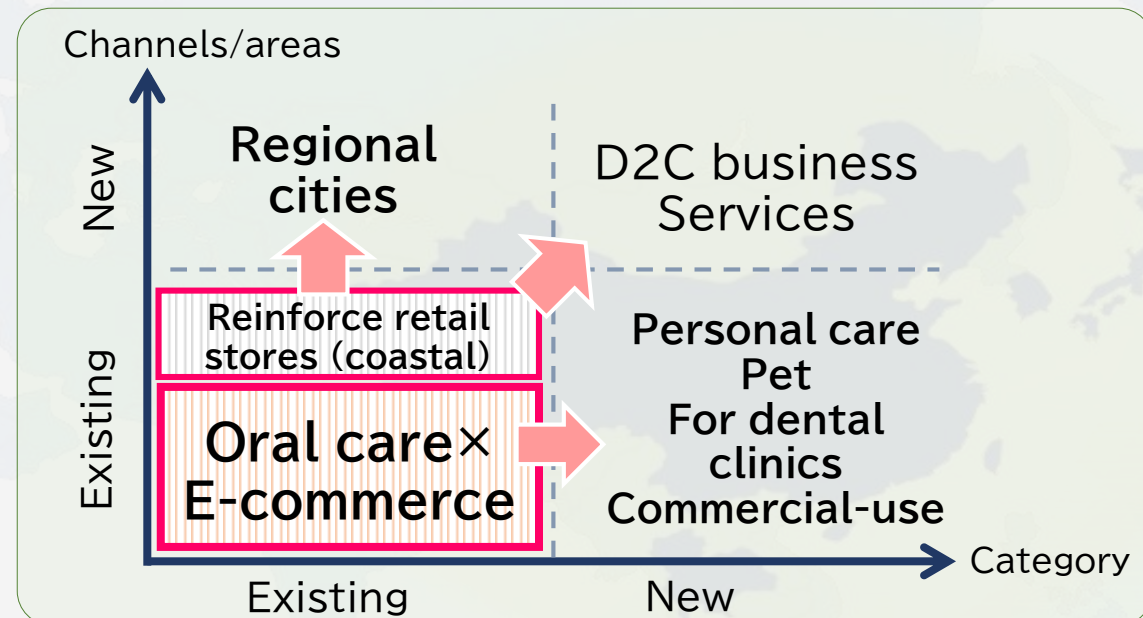 Channels/areas
New
Regional
cities
D2C business
Services
Existing
Reinforce retail
stores (coastal)
Oral care×
E-commerce
Personal care
Pet
For dental
clinics
Commercial-use
Category
Existing
New